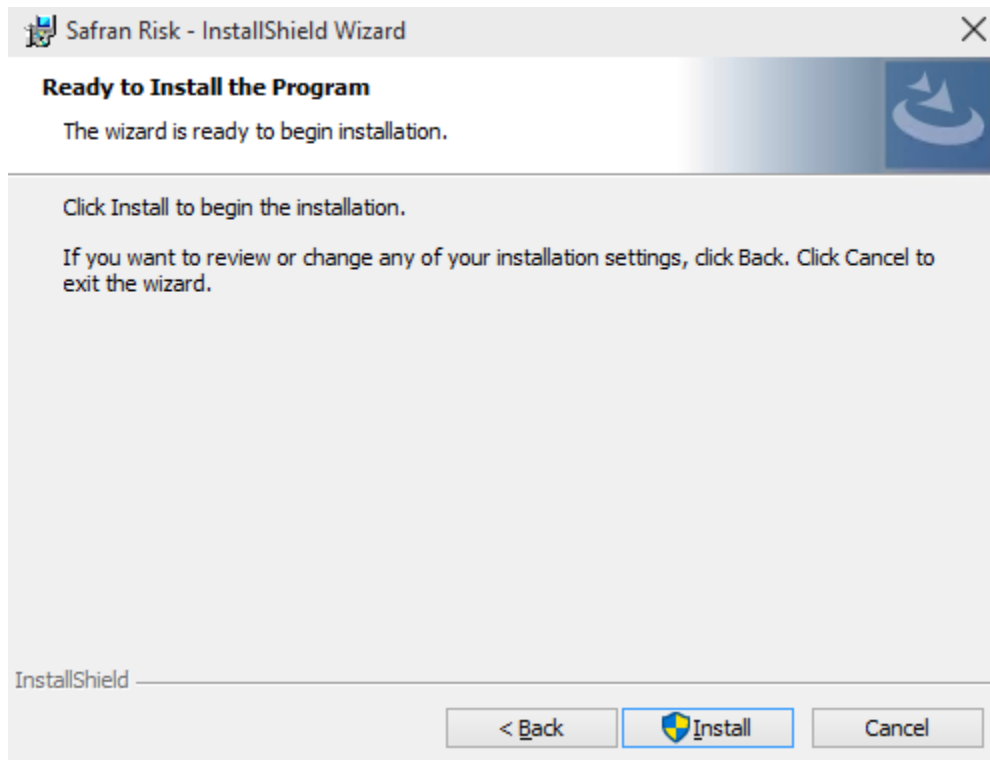 Safran Risk - InstallShield Wizard
Ready to Install the Program
The wizard is ready to begin installation.
Click Install to begin the installation.
If you want to review or change any of your installation settings, click Back. Click Cancel to
exit the wizard.
InstallShield
< Back
Install
Cancel